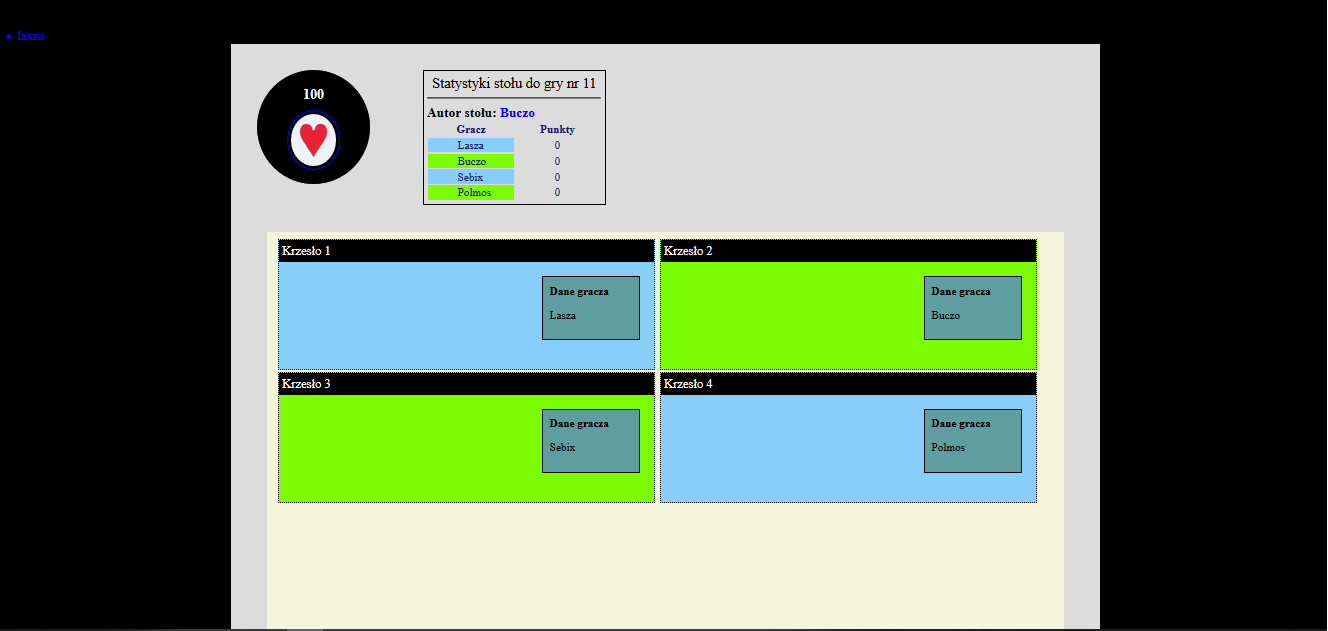 • lasza
100
Statystyki stołu do gry nr 11
Autor stołu: Buczo
Gracz Punkty
Lasza 0
Buczo 0
Sebix 0
Polmos 0
Krzesło 1
Dane gracza
Lasza
Krzesło 2
Dane gracza
Buczo
Krzesło 3
Dane gracza
Sebix
Krzesło 4
Dane gracza
Polmos